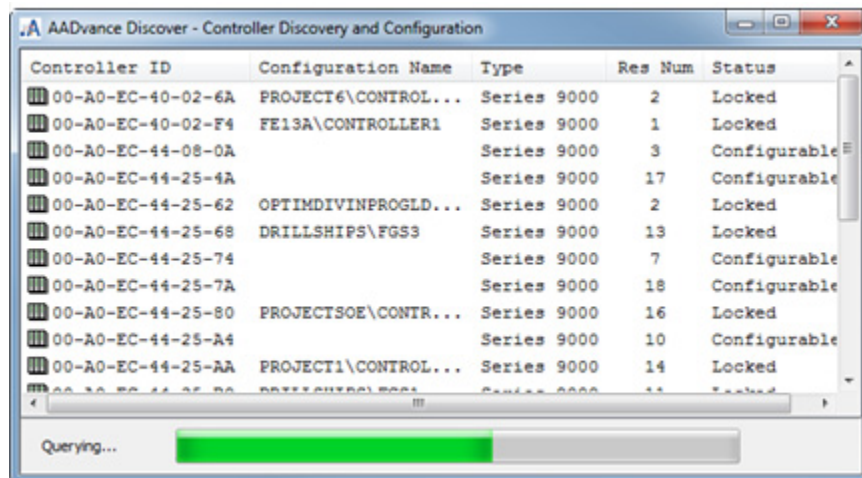 AADvance Discover - Controller Discovery and Configuration
Controller ID Configuration Name Type Res Num Status
00-A0-EC-40-02-6A PROJECT6\CONTROL... Series 9000 2 Locked
00-A0-EC-40-02-F4 FE13A\CONTROLLER1 Series 9000 1 Locked
00-A0-EC-44-08-0A Series 9000 3 Configurable
00-A0-EC-44-25-4A Series 9000 17 Configurable
00-A0-EC-44-25-62 OPTIMDIVINPROGLD... Series 9000 2 Locked
00-A0-EC-44-25-68 DRILLSHIPS\FGS3 Series 9000 13 Locked
00-A0-EC-44-25-74 Series 9000 7 Configurable
00-A0-EC-44-25-7A Series 9000 18 Configurable
00-A0-EC-44-25-80 PROJECTSOE\CONTR... Series 9000 16 Locked
00-A0-EC-44-25-A4 Series 9000 10 Configurable
00-A0-EC-44-25-AA PROJECT1\CONTROL... Series 9000 14 Locked
Querying...